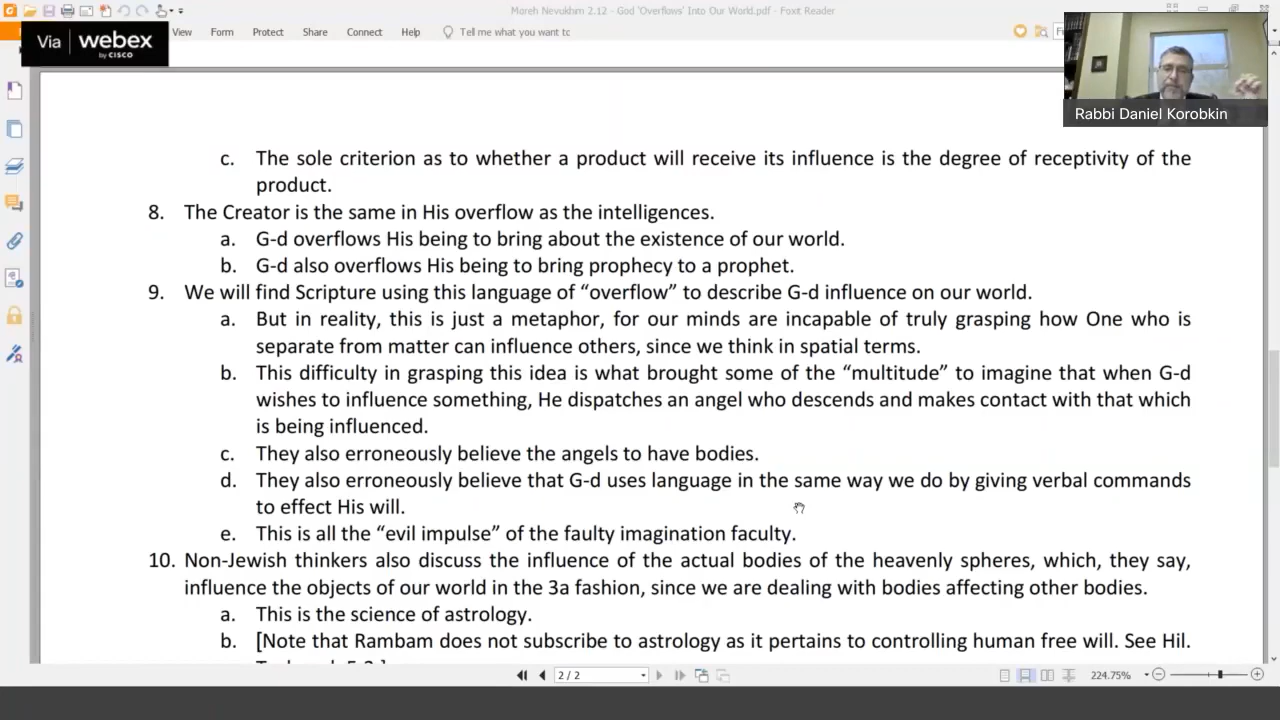 Moreh Nevukhm 2.12 - God 'Overflows' Into Our World.pdf - Foxit Reader
Via webex
by CISCO
View Form Protect Share Connect Help Tell me what you want tc
Rabbi Daniel Korobkin
c. The sole criterion as to whether a product will receive its influence is the degree of receptivity of the
product.
8. The Creator is the same in His overflow as the intelligences.
a. G-d overflows His being to bring about the existence of our world.
b. G-d also overflows His being to bring prophecy to a prophet.
9. We will find Scripture using this language of “overflow” to describe G-d influence on our world.
a. But in reality, this is just a metaphor, for our minds are incapable of truly grasping how One who is
separate from matter can influence others, since we think in spatial terms.
b. This difficulty in grasping this idea is what brought some of the “multitude” to imagine that when G-d
wishes to influence something, He dispatches an angel who descends and makes contact with that which
is being influenced.
c. They also erroneously believe the angels to have bodies.
d. They also erroneously believe that G-d uses language in the same way we do by giving verbal commands
to effect His will.
e. This is all the “evil impulse” of the faulty imagination faculty.
10. Non-Jewish thinkers also discuss the influence of the actual bodies of the heavenly spheres, which, they say,
influence the objects of our world in the 3a fashion, since we are dealing with bodies affecting other bodies.
a. This is the science of astrology.
b. [Note that Rambam does not subscribe to astrology as it pertains to controlling human free will. See Hil.
2 / 2
224.75%